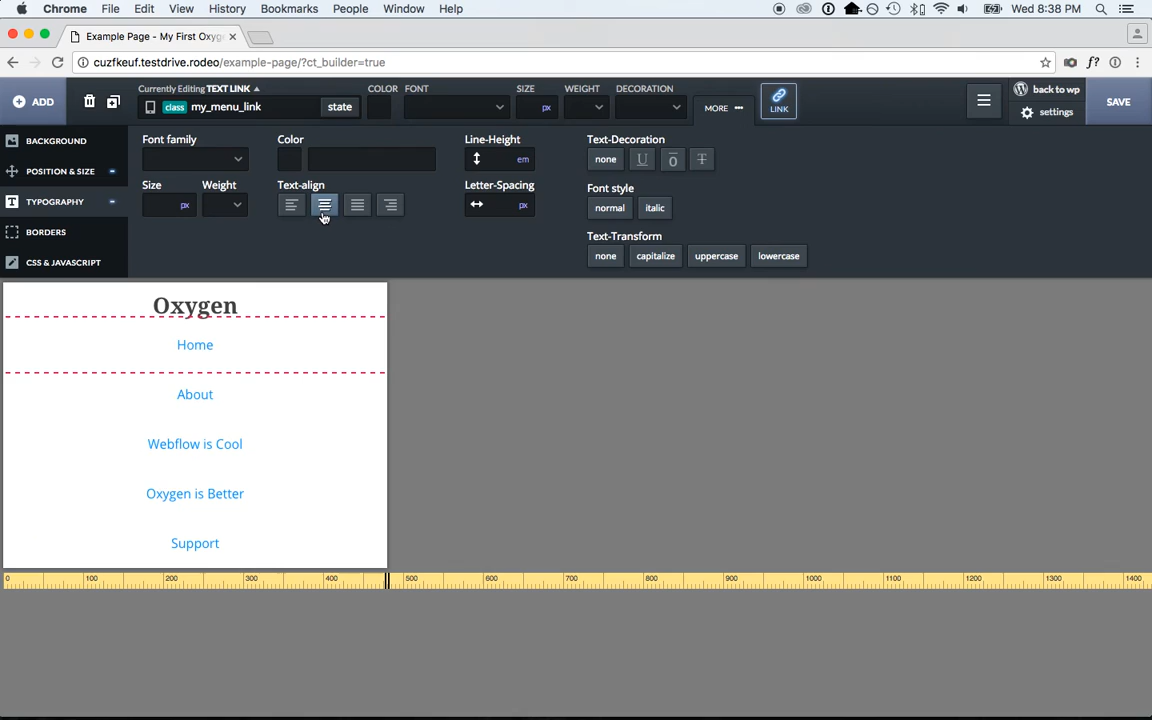 Chrome File Edit View History Bookmarks People Window Help Wed 8:38 PM
Example Page - My First Oxyge
cuzfkeuf.testdrive.rodeo/example-page/?ct_builder=true
ADD
Currently Editing TEXT LINK
class my_menu_link state
COLOR FONT SIZE WEIGHT DECORATION
px
MORE
LINK
back to wp
settings
SAVE
BACKGROUND
POSITION & SIZE
TYPOGRAPHY
BORDERS
CSS & JAVASCRIPT
Font family Color Line-Height Text-Decoration
em none U O T
Size Weight Text-align Letter-Spacing Font style
px px normal italic
Text-Transform
none capitalize uppercase lowercase
Oxygen
Home
About
Webflow is Cool
Oxygen is Better
Support
0 100 200 300 400 500 600 700 800 900 1000 1100 1200 1300 1400